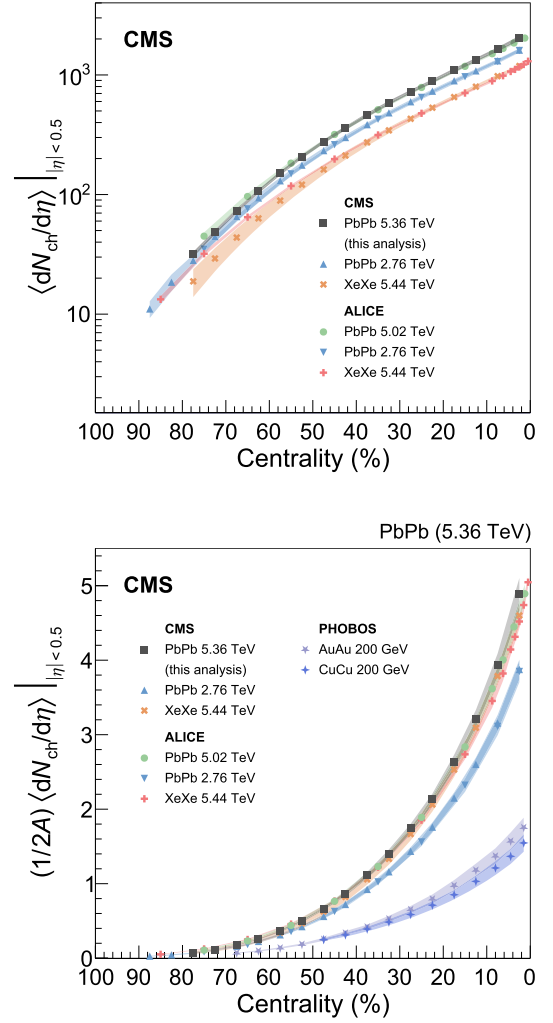 CMS
10³
10²
10
⟨dN_ch/dη⟩ |_|η| < 0.5
CMS
PbPb 5.36 TeV
(this analysis)
PbPb 2.76 TeV
XeXe 5.44 TeV
ALICE
PbPb 5.02 TeV
PbPb 2.76 TeV
XeXe 5.44 TeV
100 90 80 70 60 50 40 30 20 10 0
Centrality (%)
PbPb (5.36 TeV)
CMS
5
4
3
2
1
0
(1/2A) ⟨dN_ch/dη⟩ |_|η| < 0.5
CMS
PbPb 5.36 TeV
(this analysis)
PbPb 2.76 TeV
XeXe 5.44 TeV
ALICE
PbPb 5.02 TeV
PbPb 2.76 TeV
XeXe 5.44 TeV
PHOBOS
AuAu 200 GeV
CuCu 200 GeV
100 90 80 70 60 50 40 30 20 10 0
Centrality (%)